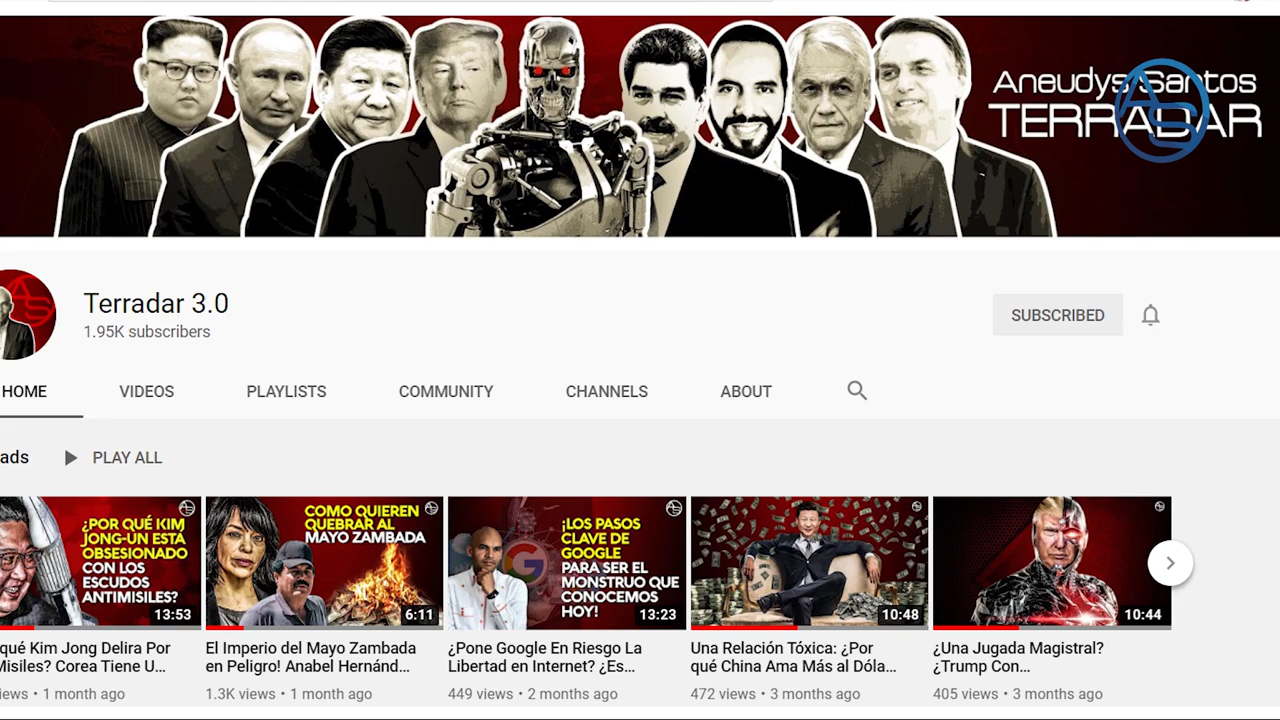 Aneudys Santos
TERRADAR
AS
Terradar 3.0
1.95K subscribers
SUBSCRIBED
HOME
VIDEOS
PLAYLISTS
COMMUNITY
CHANNELS
ABOUT
ads
PLAY ALL
¿POR QUÉ KIM
JONG-UN ESTÁ
OBSESIONADO
CON LOS
ESCUDOS
ANTIMISILES?
13:53
COMO QUIEREN
QUEBRAR AL
MAYO ZAMBADA
6:11
¡LOS PASOS
CLAVE DE
GOOGLE
PARA SER EL
MONSTRUO QUE
CONOCEMOS
HOY!
13:23
10:48
10:44
qué Kim Jong Delira Por
Misiles? Corea Tiene U...
iews • 1 month ago
El Imperio del Mayo Zambada
en Peligro! Anabel Hernánd...
1.3K views • 1 month ago
¿Pone Google En Riesgo La
Libertad en Internet? ¿Es...
449 views • 2 months ago
Una Relación Tóxica: ¿Por
qué China Ama Más al Dóla...
472 views • 3 months ago
¿Una Jugada Magistral?
¿Trump Con...
405 views • 3 months ago